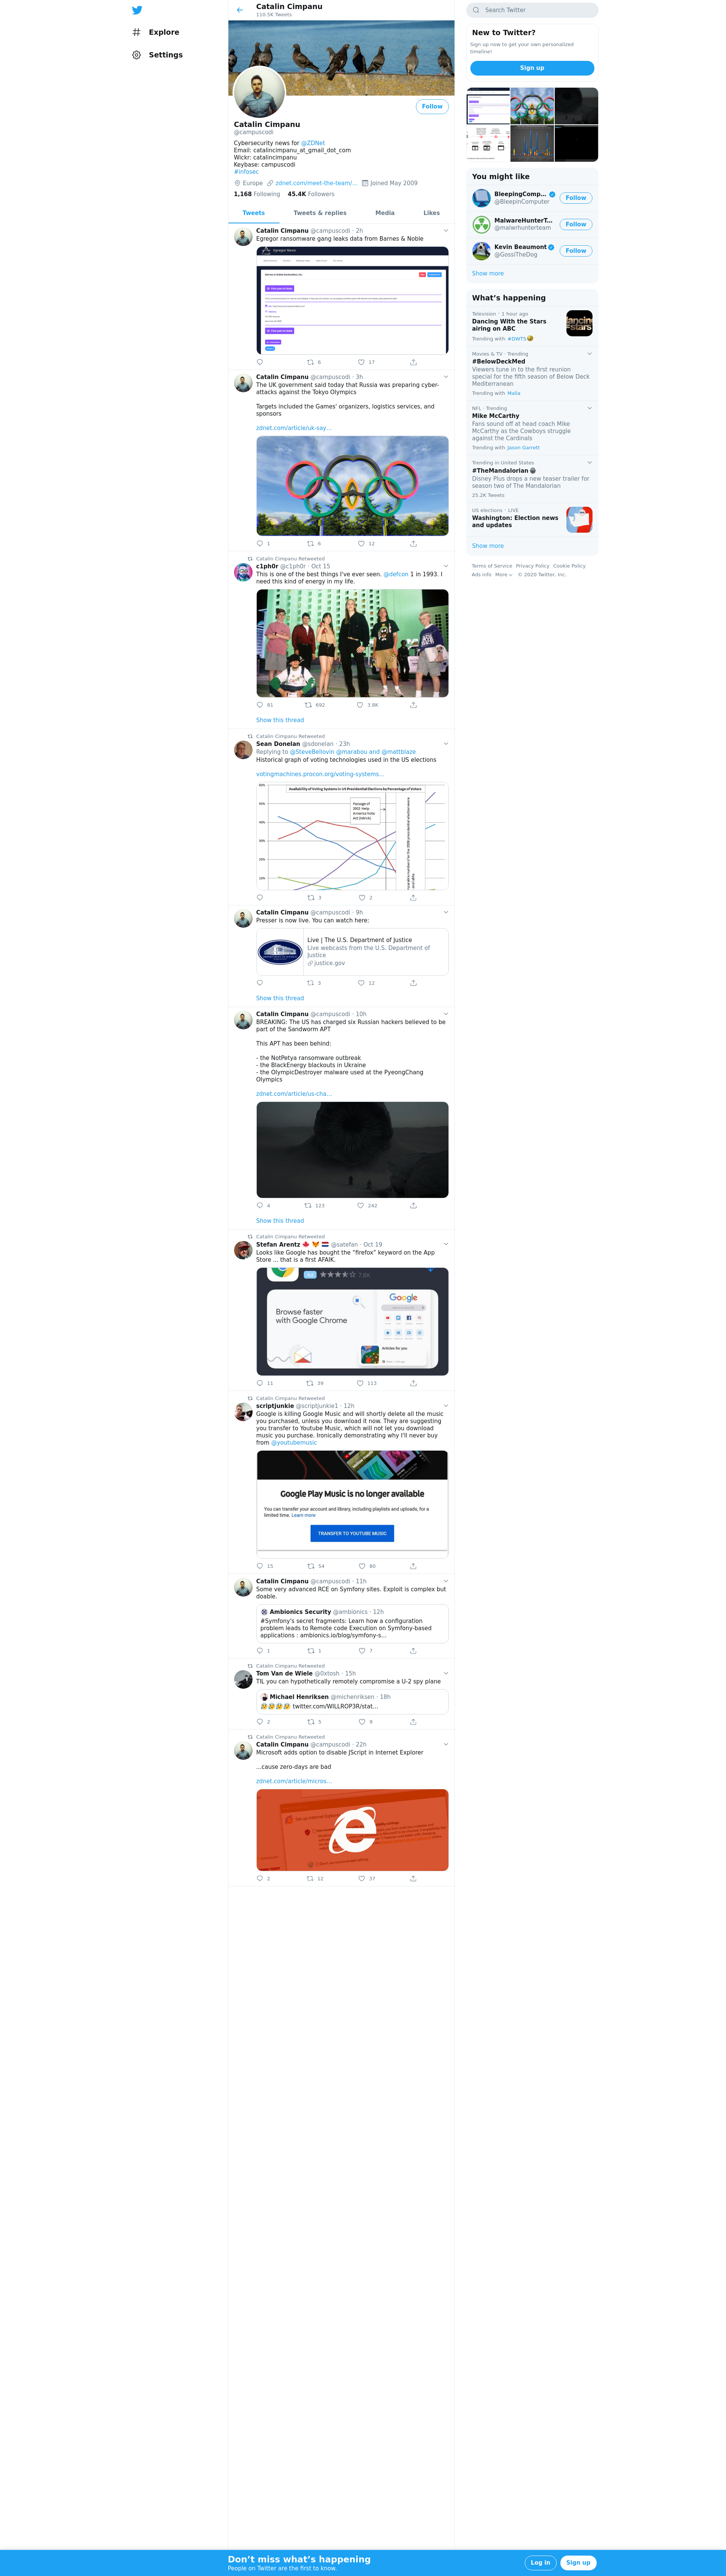 Explore
Settings
Catalin Cimpanu
110.5K Tweets
Follow
Catalin Cimpanu
@campuscodi
Cybersecurity news for @ZDNet
Email: catalincimpanu_at_gmail_dot_com
Wickr: catalincimpanu
Keybase: campuscodi
#infosec
Europe zdnet.com/meet-the-team/... Joined May 2009
1,168 Following 45.4K Followers
Tweets Tweets & replies Media Likes
Catalin Cimpanu @campuscodi · 2h
Egregor ransomware gang leaks data from Barnes & Noble
6 17
Catalin Cimpanu @campuscodi · 3h
The UK government said today that Russia was preparing cyber-
attacks against the Tokyo Olympics
Targets included the Games' organizers, logistics services, and
sponsors
zdnet.com/article/uk-say...
1 6 12
Catalin Cimpanu Retweeted
c1ph0r @c1ph0r · Oct 15
This is one of the best things I've ever seen. @defcon 1 in 1993. I
need this kind of energy in my life.
81 692 3.8K
Show this thread
Catalin Cimpanu Retweeted
Sean Donelan @sdonelan · 23h
Replying to @SteveBellovin @marabou and @mattblaze
Historical graph of voting technologies used in the US elections
votingmachines.procon.org/voting-systems...
Availability of Voting Systems in US Presidential Elections by Percentage of Voters
60%
50%
40%
30%
20%
10%
Passage of
2002 Help
America Vote
Act (HAVA)
3 2
Catalin Cimpanu @campuscodi · 9h
Presser is now live. You can watch here:
Live | The U.S. Department of Justice
Live webcasts from the U.S. Department of
Justice
justice.gov
3 12
Show this thread
Catalin Cimpanu @campuscodi · 10h
BREAKING: The US has charged six Russian hackers believed to be
part of the Sandworm APT
This APT has been behind:
- the NotPetya ransomware outbreak
- the BlackEnergy blackouts in Ukraine
- the OlympicDestroyer malware used at the PyeongChang
Olympics
zdnet.com/article/us-cha...
4 123 242
Show this thread
Catalin Cimpanu Retweeted
Stefan Arentz 🍁 🦊 🇳🇱 @satefan · Oct 19
Looks like Google has bought the “firefox” keyword on the App
Store ... that is a first AFAIK.
Ad 7.6K
Browse faster
with Google Chrome
Google
Articles for you
11 39 113
Catalin Cimpanu Retweeted
scriptjunkie @scriptjunkie1 · 12h
Google is killing Google Music and will shortly delete all the music
you purchased, unless you download it now. They are suggesting
you transfer to Youtube Music, which will not let you download
music you purchase. Ironically demonstrating why I'll never buy
from @youtubemusic
Google Play Music is no longer available
You can transfer your account and library, including playlists and uploads, for a
limited time. Learn more
TRANSFER TO YOUTUBE MUSIC
15 54 80
Catalin Cimpanu @campuscodi · 11h
Some very advanced RCE on Symfony sites. Exploit is complex but
doable.
Ambionics Security @ambionics · 12h
#Symfony's secret fragments: Learn how a configuration
problem leads to Remote code Execution on Symfony-based
applications : ambionics.io/blog/symfony-s...
1 1 7
Catalin Cimpanu Retweeted
Tom Van de Wiele @0xtosh · 15h
TIL you can hypothetically remotely compromise a U-2 spy plane
Michael Henriksen @michenriksen · 18h
😂😂😂😂 twitter.com/WILLROP3R/stat...
2 5 9
Catalin Cimpanu Retweeted
Catalin Cimpanu @campuscodi · 22h
Microsoft adds option to disable JScript in Internet Explorer
...cause zero-days are bad
zdnet.com/article/micros...
2 12 37
Search Twitter
New to Twitter?
Sign up now to get your own personalized
timeline!
Sign up
You might like
BleepingComp...
@BleepinComputer
Follow
MalwareHunterT...
@malwrhunterteam
Follow
Kevin Beaumont
@GossiTheDog
Follow
Show more
What’s happening
Television · 1 hour ago
Dancing With the Stars
airing on ABC
Trending with #DWTS
Movies & TV · Trending
#BelowDeckMed
Viewers tune in to the first reunion
special for the fifth season of Below Deck
Mediterranean
Trending with Malia
NFL · Trending
Mike McCarthy
Fans sound off at head coach Mike
McCarthy as the Cowboys struggle
against the Cardinals
Trending with Jason Garrett
Trending in United States
#TheMandalorian
Disney Plus drops a new teaser trailer for
season two of The Mandalorian
25.2K Tweets
US elections · LIVE
Washington: Election news
and updates
Show more
Terms of Service Privacy Policy Cookie Policy
Ads info More © 2020 Twitter, Inc.
Don’t miss what’s happening
People on Twitter are the first to know.
Log in Sign up